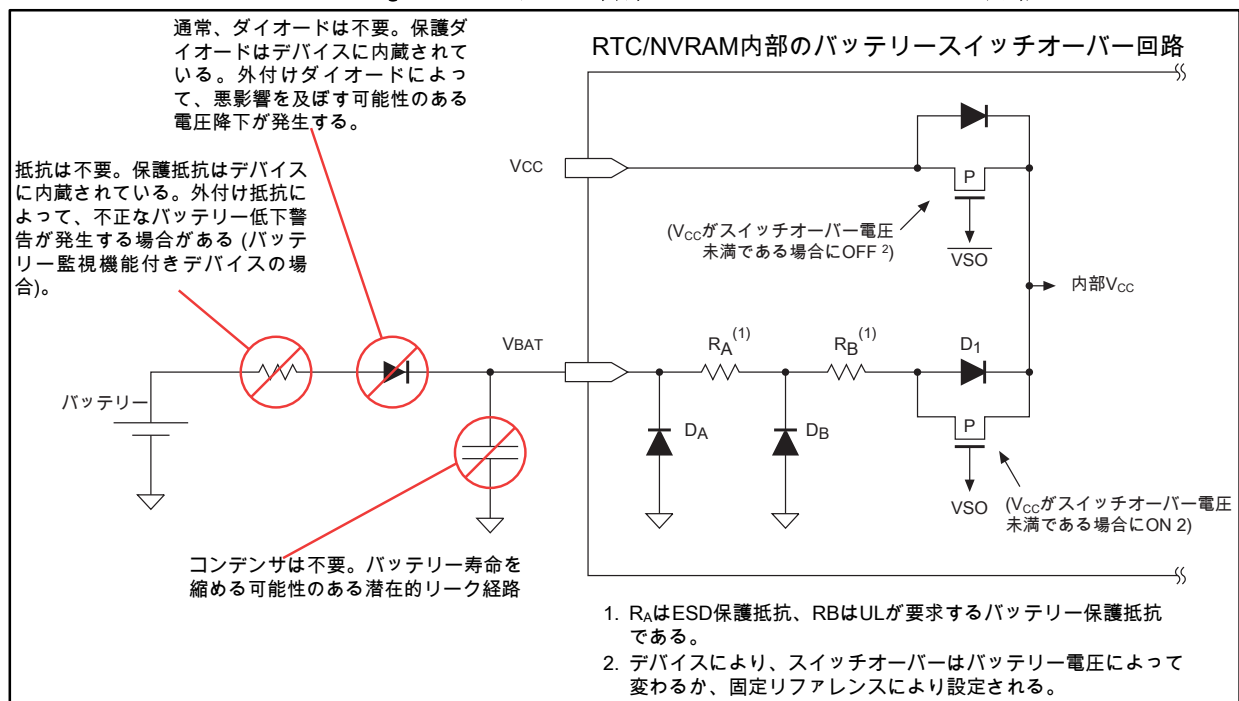 通常、ダイオードは不要。保護ダ
イオードはデバイスに内蔵されて
いる。外付けダイオードによっ
て、悪影響を及ぼす可能性のある
電圧降下が発生する。
RTC/NVRAM内部のバッテリースイッチオーバー回路
抵抗は不要。保護抵抗はデバイス
に内蔵されている。外付け抵抗に
よって、不正なバッテリー低下警
告が発生する場合がある (バッテ
リー監視機能付きデバイスの場
合)。
VCC
P
(VCCがスイッチオーバー電圧
未満である場合にOFF 2)
VSO
内部VCC
VBAT
RA(1)
RB(1)
D1
バッテリー
DA
DB
P
VSO
(VCCがスイッチオーバー電圧
未満である場合にON 2)
コンデンサは不要。バッテリー寿命を
縮める可能性のある潜在的リーク経路
1. RAはESD保護抵抗、RBはULが要求するバッテリー保護抵抗
である。
2. デバイスにより、スイッチオーバーはバッテリー電圧によって
変わるか、固定リファレンスにより設定される。